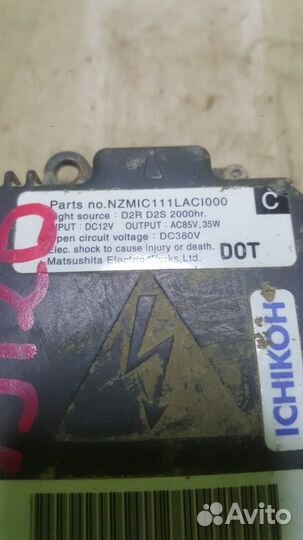 Parts no.NZMIC111LACI000
ight source : D2R D2S 2000hr.
PUT : DC12V OUTPUT : AC85V,35W
pen circuit voltage : DC380V
Elec. shock to cause injury or death.
Matsushita Electric Works,Ltd.
DOT
C
ICHIKOH
Avito